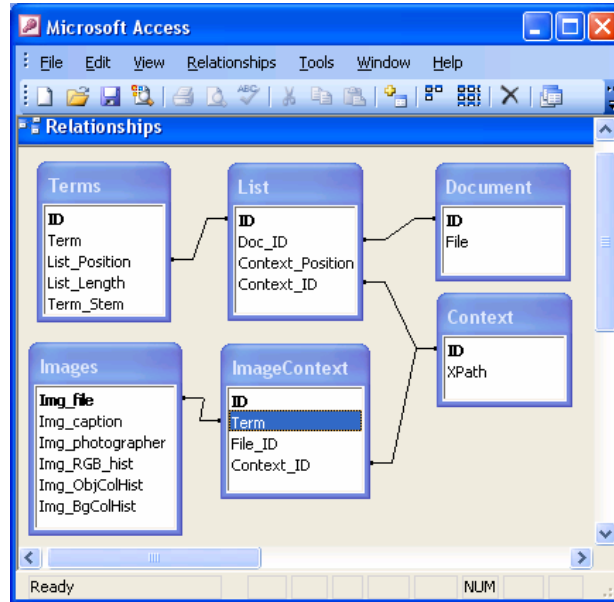 Microsoft Access
File Edit View Relationships Tools Window Help
ABC
Relationships
Terms
ID
Term
List_Position
List_Length
Term_Stem
List
ID
Doc_ID
Context_Position
Context_ID
Document
ID
File
Context
ID
XPath
Images
Img_file
Img_caption
Img_photographer
Img_RGB_hist
Img_ObjColHist
Img_BgColHist
ImageContext
ID
Term
File_ID
Context_ID
Ready NUM